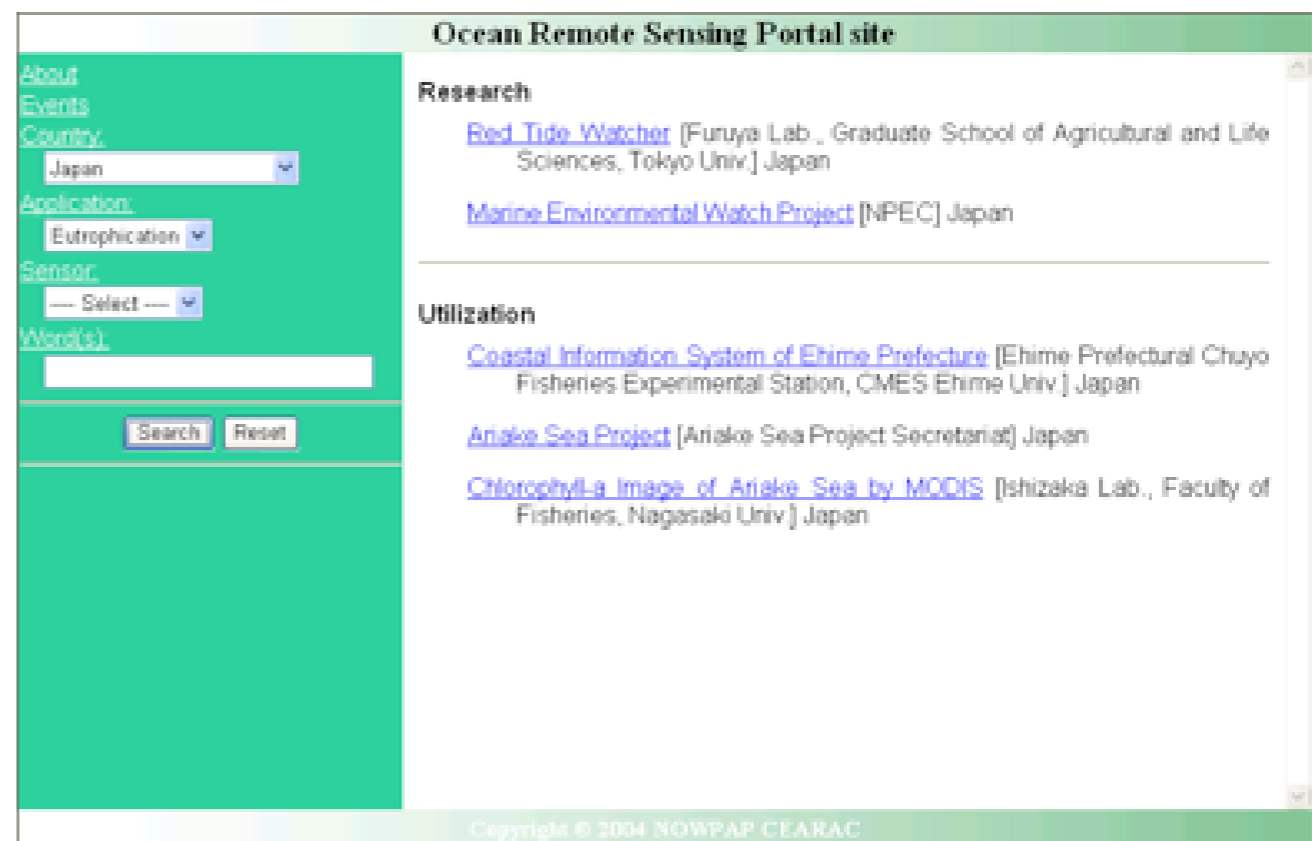 Ocean Remote Sensing Portal site
About
Events
Country:
Japan
Application:
Eutrophication
Sensor:
---- Select ----
Word(s):
Search Reset
Research
Red Tide Watcher [Furuya Lab., Graduate School of Agricultural and Life
Sciences, Tokyo Univ.] Japan
Marine Environmental Watch Project [NPEC] Japan
Utilization
Coastal Information System of Ehime Prefecture [Ehime Prefectural Chuyo
Fisheries Experimental Station, CMES Ehime Univ.] Japan
Ariake Sea Project [Ariake Sea Project Secretariat] Japan
Chlorophyll-a Image of Ariake Sea by MODIS [Ishizaka Lab., Faculty of
Fisheries, Nagasaki Univ.] Japan
Copyright © 2004 NOWPAP CEARAC